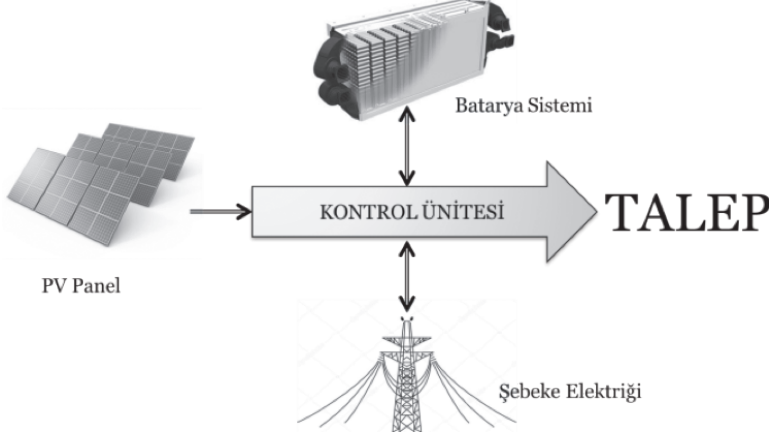 Batarya Sistemi
KONTROL ÜNİTESİ
TALEP
PV Panel
Şebeke Elektriği